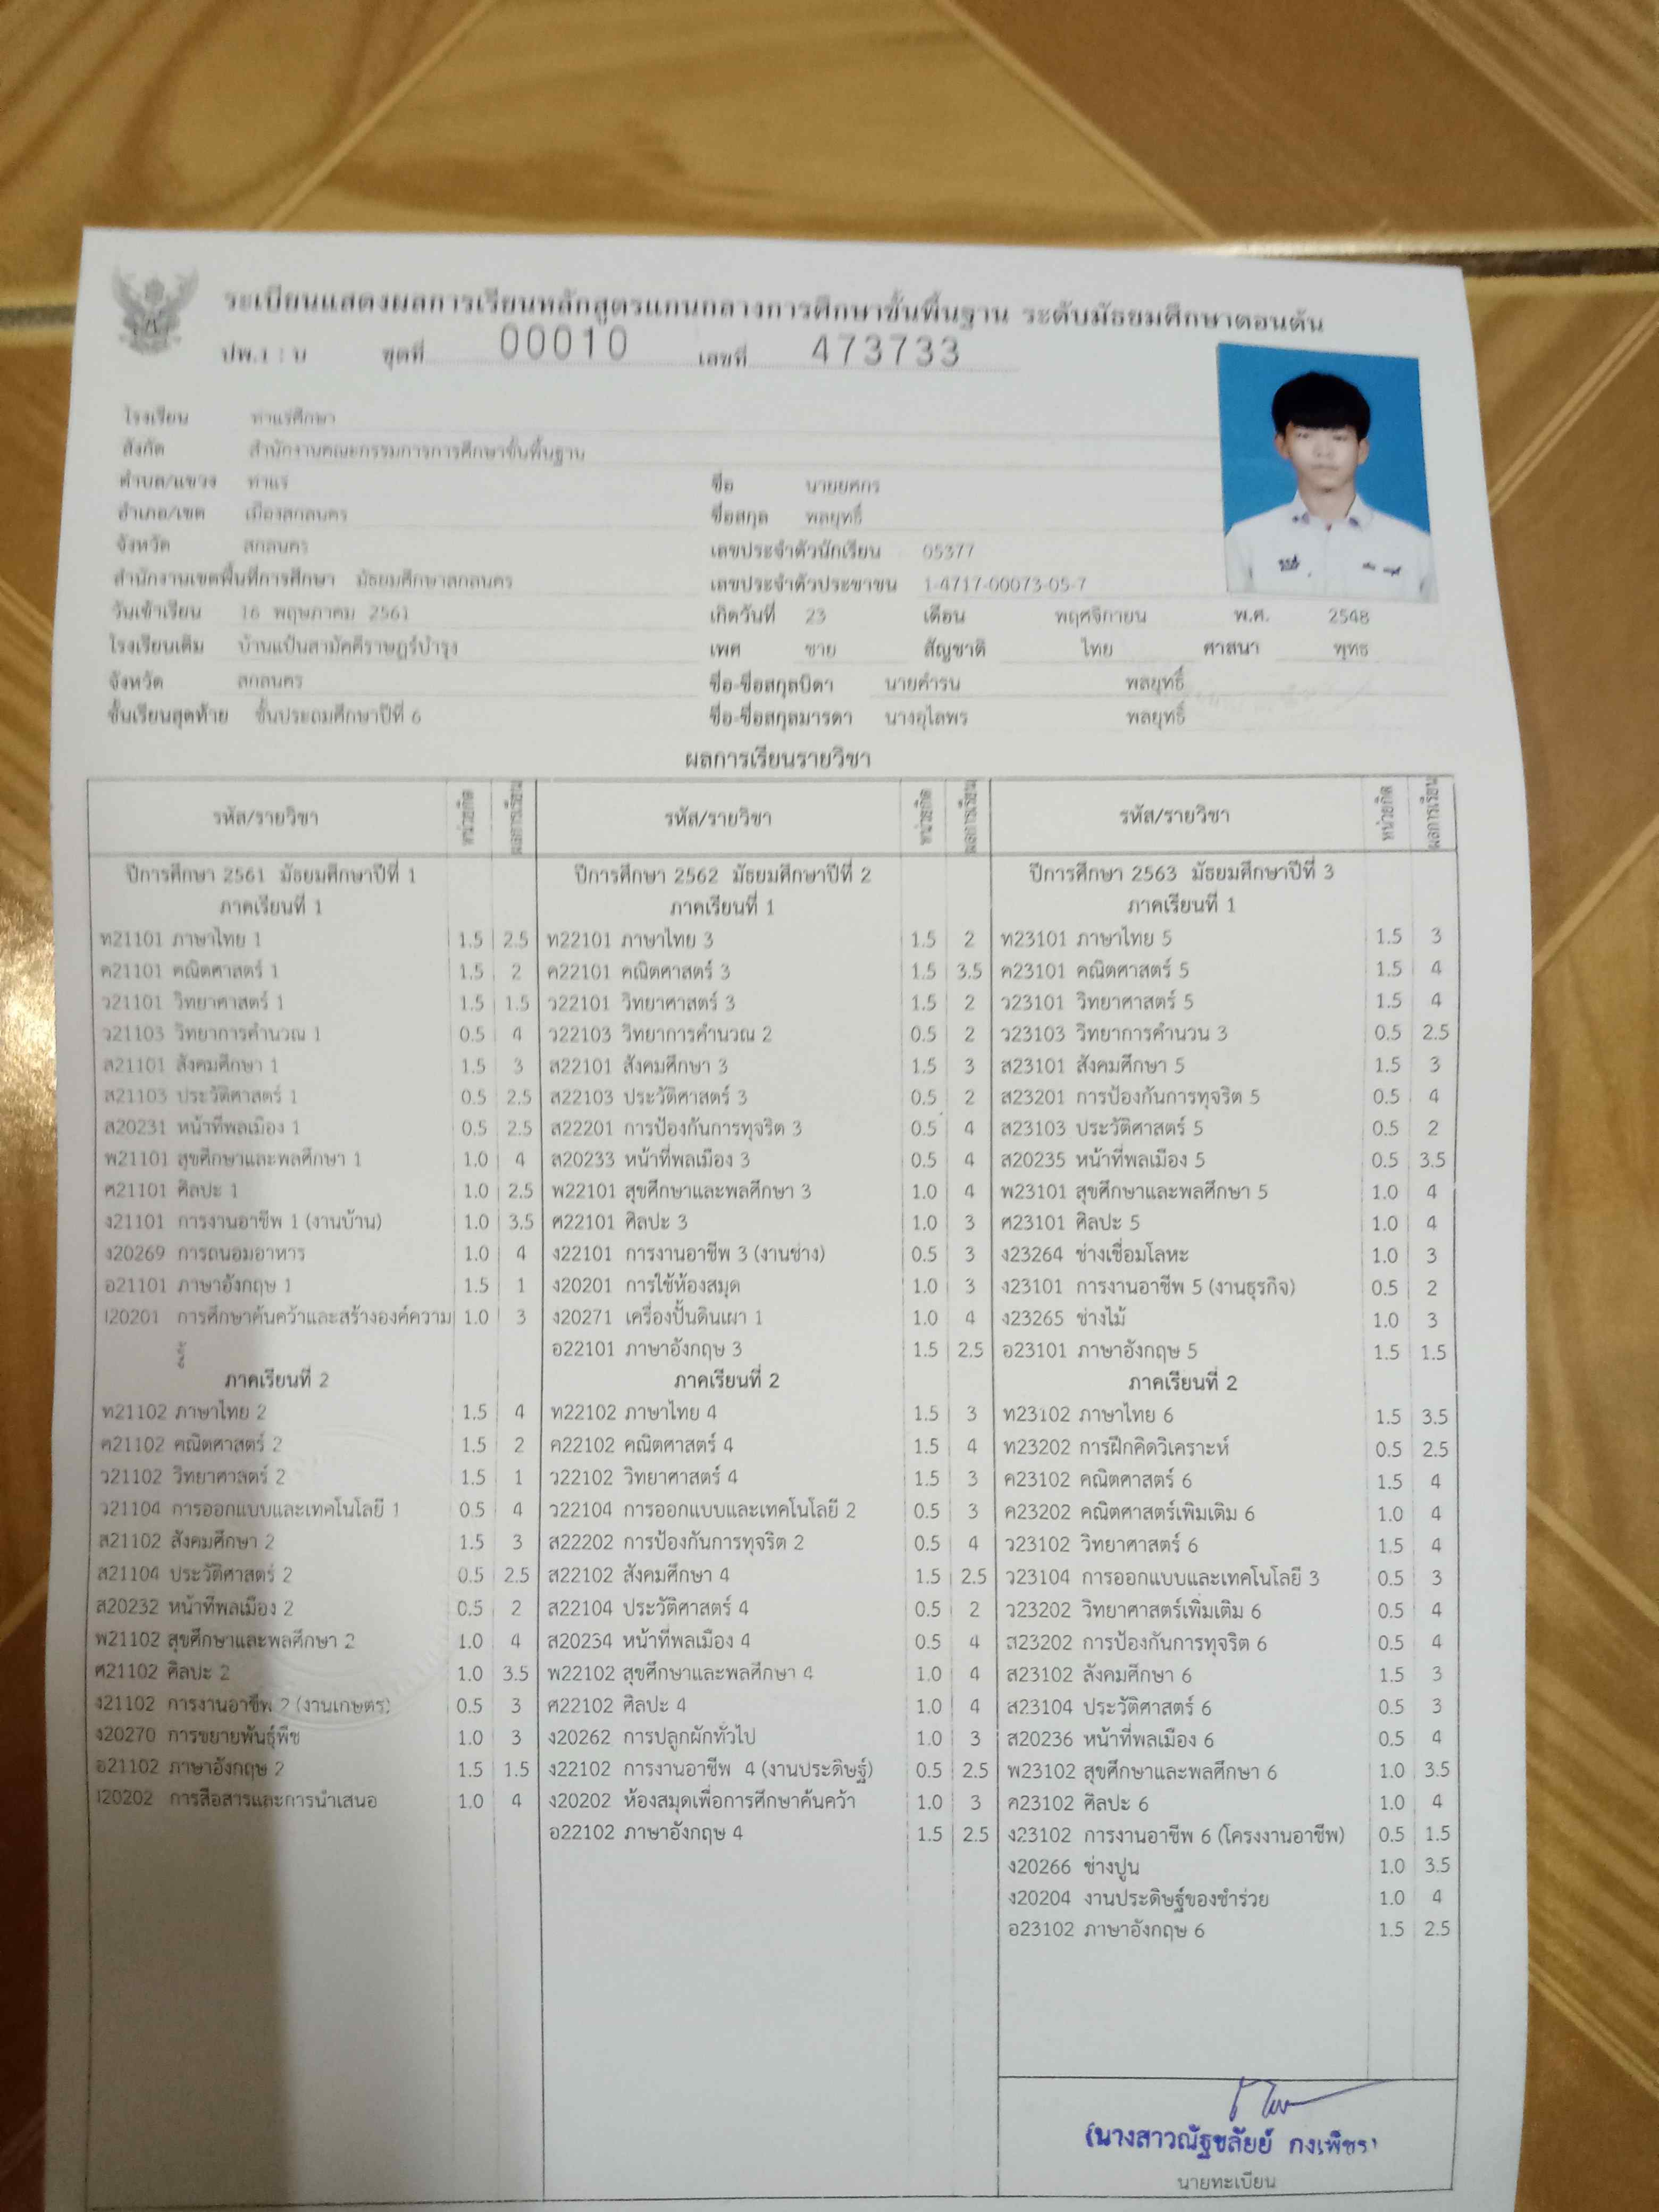 ระเบียนแสดงผลการเรียนหลักสูตรแกนกลางการศึกษาขั้นพื้นฐาน ระดับมัธยมศึกษาตอนต้น
ปพ.1 : บ ชุดที่ 00010 เลขที่ 473733
โรงเรียน ท่าแร่ศึกษา
สังกัด สำนักงานคณะกรรมการการศึกษาขั้นพื้นฐาน
ตำบล/แขวง ท่าแร่ ชื่อ นายยศกร
อำเภอ/เขต เมืองสกลนคร ชื่อสกุล พลยุทธิ์
จังหวัด สกลนคร เลขประจำตัวนักเรียน 05377
สำนักงานเขตพื้นที่การศึกษา มัธยมศึกษาสกลนคร เลขประจำตัวประชาชน 1-4717-00073-05-7
วันเข้าเรียน 16 พฤษภาคม 2561 เกิดวันที่ 23 เดือน พฤศจิกายน พ.ศ. 2548
โรงเรียนเดิม บ้านแป้นสามัคคีราษฎร์บำรุง เพศ ชาย สัญชาติ ไทย ศาสนา พุทธ
จังหวัด สกลนคร ชื่อ-ชื่อสกุลบิดา นายคำรน พลยุทธิ์
ชั้นเรียนสุดท้าย ชั้นประถมศึกษาปีที่ 6 ชื่อ-ชื่อสกุลมารดา นางอุไลพร พลยุทธิ์
ผลการเรียนรายวิชา
รหัส/รายวิชา หน่วยกิต ผลการเรียน
ปีการศึกษา 2561 มัธยมศึกษาปีที่ 1
ภาคเรียนที่ 1
ท21101 ภาษาไทย 1 1.5 2.5
ค21101 คณิตศาสตร์ 1 1.5 2
ว21101 วิทยาศาสตร์ 1 1.5 1.5
ว21103 วิทยาการคำนวณ 1 0.5 4
ส21101 สังคมศึกษา 1 1.5 3
ส21103 ประวัติศาสตร์ 1 0.5 2.5
ส20231 หน้าที่พลเมือง 1 0.5 2.5
พ21101 สุขศึกษาและพลศึกษา 1 1.0 4
ศ21101 ศิลปะ 1 1.0 2.5
ง21101 การงานอาชีพ 1 (งานบ้าน) 1.0 3.5
ง20269 การถนอมอาหาร 1.0 4
อ21101 ภาษาอังกฤษ 1 1.5 1
I20201 การศึกษาค้นคว้าและสร้างองค์ความ 1.0 3
รู้
ภาคเรียนที่ 2
ท21102 ภาษาไทย 2 1.5 4
ค21102 คณิตศาสตร์ 2 1.5 2
ว21102 วิทยาศาสตร์ 2 1.5 1
ว21104 การออกแบบและเทคโนโลยี 1 0.5 4
ส21102 สังคมศึกษา 2 1.5 3
ส21104 ประวัติศาสตร์ 2 0.5 2.5
ส20232 หน้าที่พลเมือง 2 0.5 2
พ21102 สุขศึกษาและพลศึกษา 2 1.0 4
ศ21102 ศิลปะ 2 1.0 3.5
ง21102 การงานอาชีพ 2 (งานเกษตร) 0.5 3
ง20270 การขยายพันธุ์พืช 1.0 3
อ21102 ภาษาอังกฤษ 2 1.5 1.5
I20202 การสื่อสารและการนำเสนอ 1.0 4
รหัส/รายวิชา หน่วยกิต ผลการเรียน
ปีการศึกษา 2562 มัธยมศึกษาปีที่ 2
ภาคเรียนที่ 1
ท22101 ภาษาไทย 3 1.5 2
ค22101 คณิตศาสตร์ 3 1.5 3.5
ว22101 วิทยาศาสตร์ 3 1.5 2
ว22103 วิทยาการคำนวณ 2 0.5 2
ส22101 สังคมศึกษา 3 1.5 3
ส22103 ประวัติศาสตร์ 3 0.5 2
ส22201 การป้องกันการทุจริต 3 0.5 4
ส20233 หน้าที่พลเมือง 3 0.5 4
พ22101 สุขศึกษาและพลศึกษา 3 1.0 4
ศ22101 ศิลปะ 3 1.0 3
ง22101 การงานอาชีพ 3 (งานช่าง) 0.5 3
ง20201 การใช้ห้องสมุด 1.0 3
ง20271 เครื่องปั้นดินเผา 1 1.0 4
อ22101 ภาษาอังกฤษ 3 1.5 2.5
ภาคเรียนที่ 2
ท22102 ภาษาไทย 4 1.5 3
ค22102 คณิตศาสตร์ 4 1.5 4
ว22102 วิทยาศาสตร์ 4 1.5 3
ว22104 การออกแบบและเทคโนโลยี 2 0.5 3
ส22202 การป้องกันการทุจริต 2 0.5 4
ส22102 สังคมศึกษา 4 1.5 2.5
ส22104 ประวัติศาสตร์ 4 0.5 2
ส20234 หน้าที่พลเมือง 4 0.5 4
พ22102 สุขศึกษาและพลศึกษา 4 1.0 4
ศ22102 ศิลปะ 4 1.0 4
ง20262 การปลูกผักทั่วไป 1.0 3
ง22102 การงานอาชีพ 4 (งานประดิษฐ์) 0.5 2.5
ง20202 ห้องสมุดเพื่อการศึกษาค้นคว้า 1.0 3
อ22102 ภาษาอังกฤษ 4 1.5 2.5
รหัส/รายวิชา หน่วยกิต ผลการเรียน
ปีการศึกษา 2563 มัธยมศึกษาปีที่ 3
ภาคเรียนที่ 1
ท23101 ภาษาไทย 5 1.5 3
ค23101 คณิตศาสตร์ 5 1.5 4
ว23101 วิทยาศาสตร์ 5 1.5 4
ว23103 วิทยาการคำนวน 3 0.5 2.5
ส23101 สังคมศึกษา 5 1.5 3
ส23201 การป้องกันการทุจริต 5 0.5 4
ส23103 ประวัติศาสตร์ 5 0.5 2
ส20235 หน้าที่พลเมือง 5 0.5 3.5
พ23101 สุขศึกษาและพลศึกษา 5 1.0 4
ศ23101 ศิลปะ 5 1.0 4
ง23264 ช่างเชื่อมโลหะ 1.0 3
ง23101 การงานอาชีพ 5 (งานธุรกิจ) 0.5 2
ง23265 ช่างไม้ 1.0 3
อ23101 ภาษาอังกฤษ 5 1.5 1.5
ภาคเรียนที่ 2
ท23102 ภาษาไทย 6 1.5 3.5
ท23202 การฝึกคิดวิเคราะห์ 0.5 2.5
ค23102 คณิตศาสตร์ 6 1.5 4
ค23202 คณิตศาสตร์เพิ่มเติม 6 1.0 4
ว23102 วิทยาศาสตร์ 6 1.5 4
ว23104 การออกแบบและเทคโนโลยี 3 0.5 3
ว23202 วิทยาศาสตร์เพิ่มเติม 6 0.5 4
ส23202 การป้องกันการทุจริต 6 0.5 4
ส23102 สังคมศึกษา 6 1.5 3
ส23104 ประวัติศาสตร์ 6 0.5 3
ส20236 หน้าที่พลเมือง 6 0.5 4
พ23102 สุขศึกษาและพลศึกษา 6 1.0 3.5
ศ23102 ศิลปะ 6 1.0 4
ง23102 การงานอาชีพ 6 (โครงงานอาชีพ) 0.5 1.5
ง20266 ช่างปูน 1.0 3.5
ง20204 งานประดิษฐ์ของชำร่วย 1.0 4
อ23102 ภาษาอังกฤษ 6 1.5 2.5
(นางสาวณัฐชลัยย์ กงเพ็ชร)
นายทะเบียน